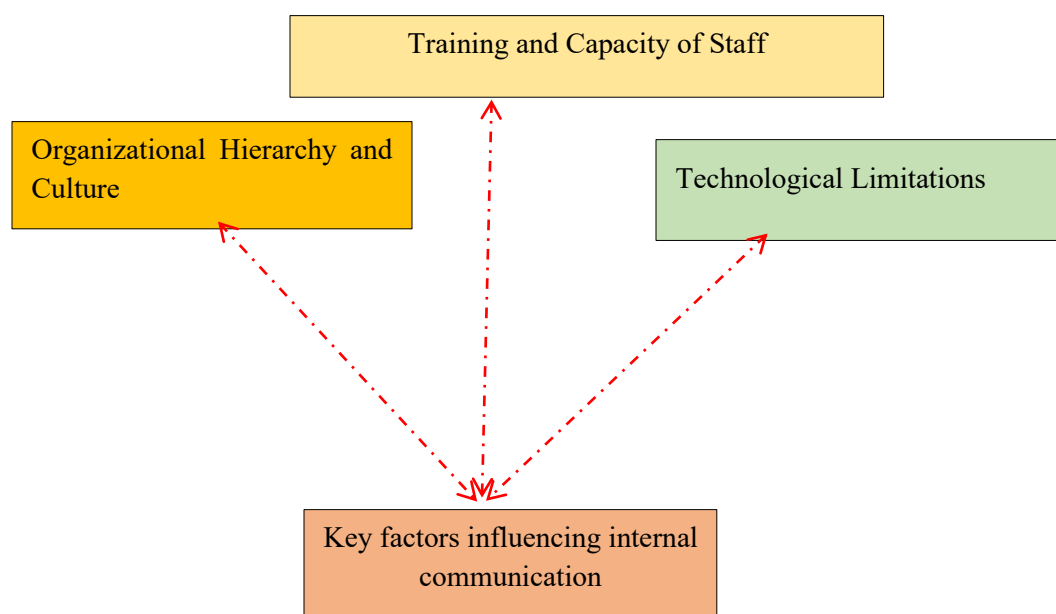 Training and Capacity of Staff
Organizational Hierarchy and
Culture
Technological Limitations
Key factors influencing internal
communication